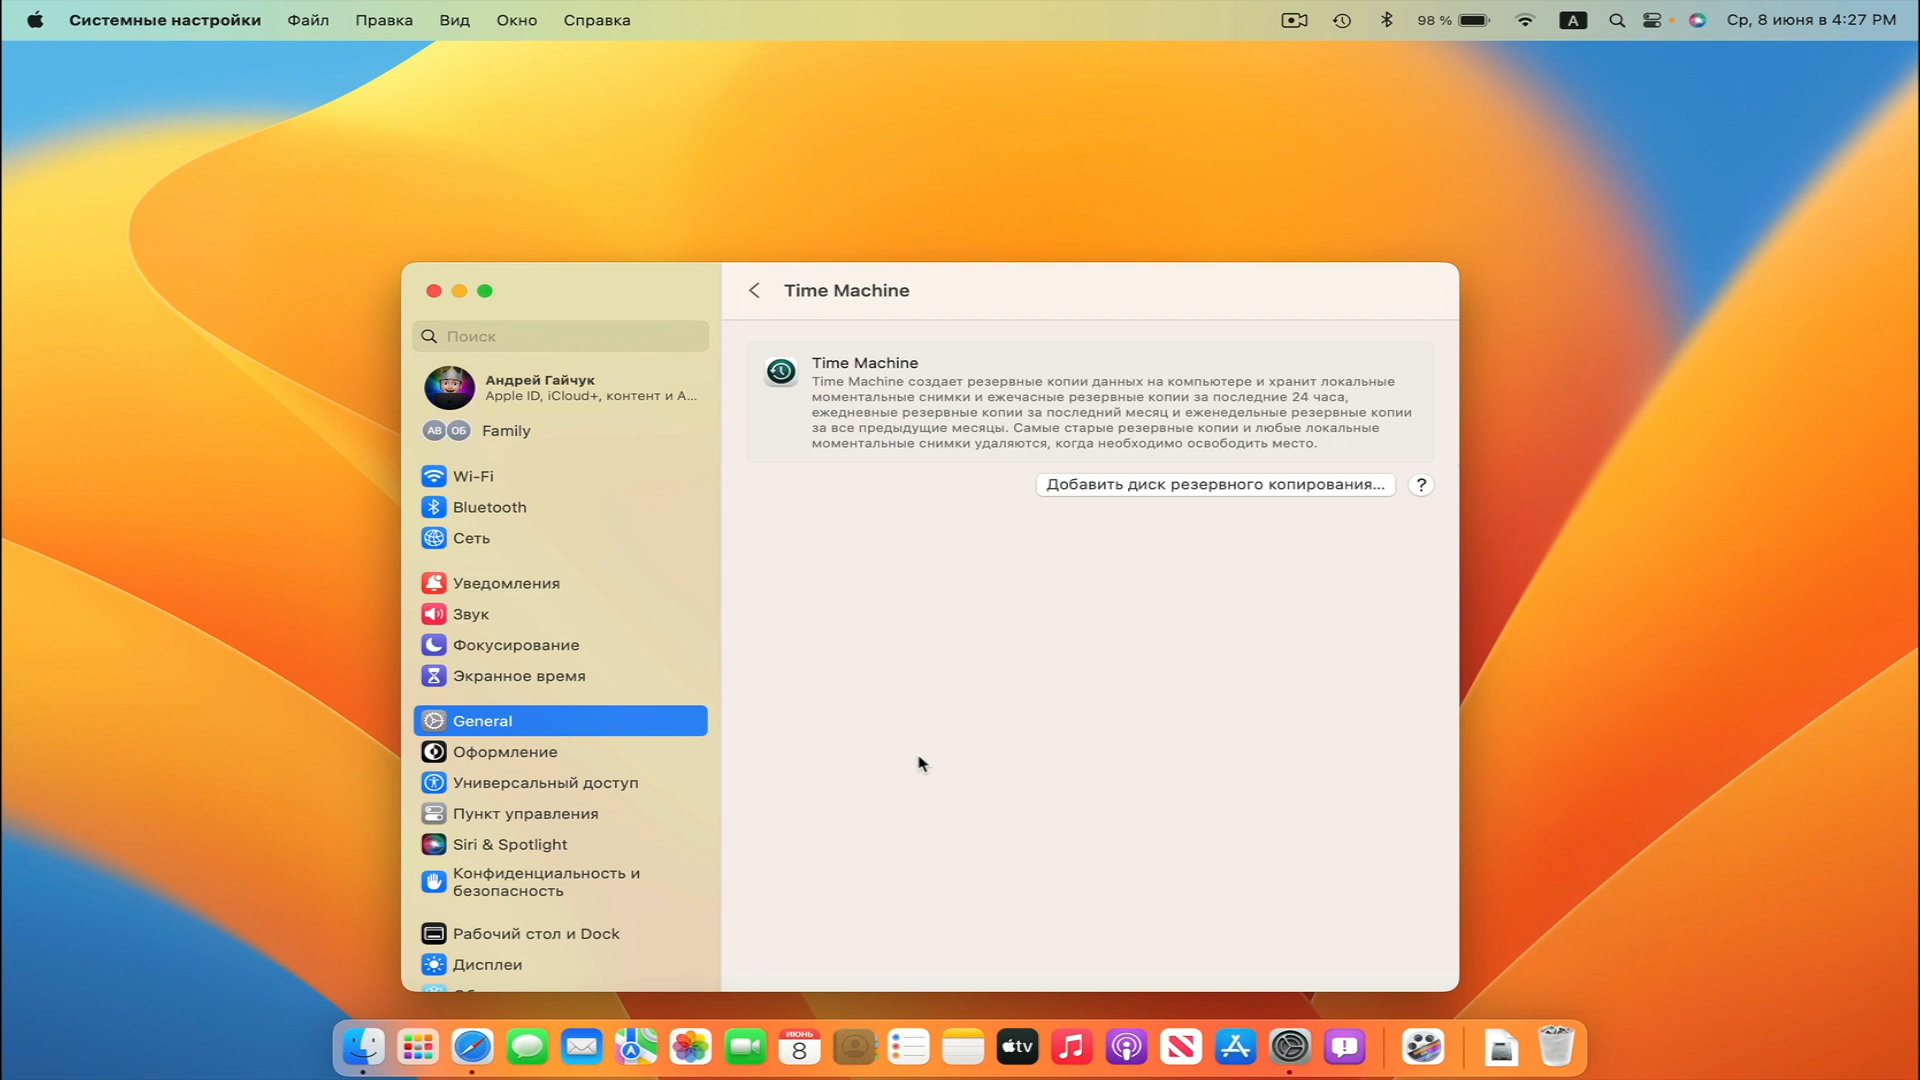 Системные настройки Файл Правка Вид Окно Справка 98 % A Ср, 8 июня в 4:27 PM
Time Machine
Поиск
Андрей Гайчук
Apple ID, iCloud+, контент и А...
АВ ОБ Family
Wi-Fi
Bluetooth
Сеть
Уведомления
Звук
Фокусирование
Экранное время
General
Оформление
Универсальный доступ
Пункт управления
Siri & Spotlight
Конфиденциальность и
безопасность
Рабочий стол и Dock
Дисплеи
Time Machine
Time Machine создает резервные копии данных на компьютере и хранит локальные
моментальные снимки и ежечасные резервные копии за последние 24 часа,
ежедневные резервные копии за последний месяц и еженедельные резервные копии
за все предыдущие месяцы. Самые старые резервные копии и любые локальные
моментальные снимки удаляются, когда необходимо освободить место.
Добавить диск резервного копирования... ?
ИЮНЬ
8
tv